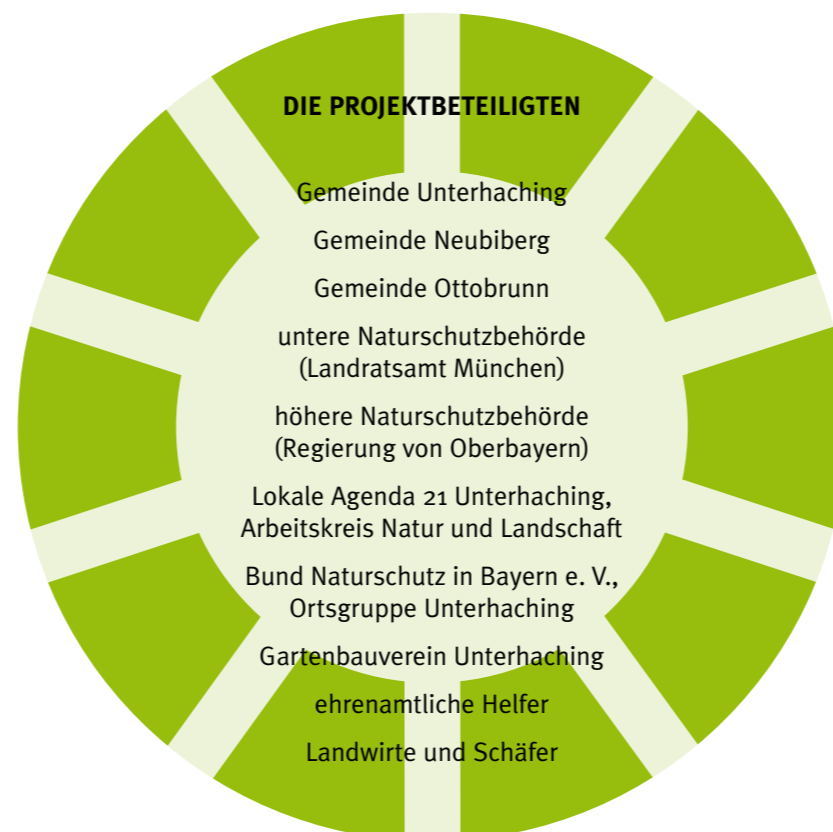 DIE PROJEKTBETEILIGTEN
Gemeinde Unterhaching
Gemeinde Neubiberg
Gemeinde Ottobrunn
untere Naturschutzbehörde
(Landratsamt München)
höhere Naturschutzbehörde
(Regierung von Oberbayern)
Lokale Agenda 21 Unterhaching,
Arbeitskreis Natur und Landschaft
Bund Naturschutz in Bayern e. V.,
Ortsgruppe Unterhaching
Gartenbauverein Unterhaching
ehrenamtliche Helfer
Landwirte und Schäfer